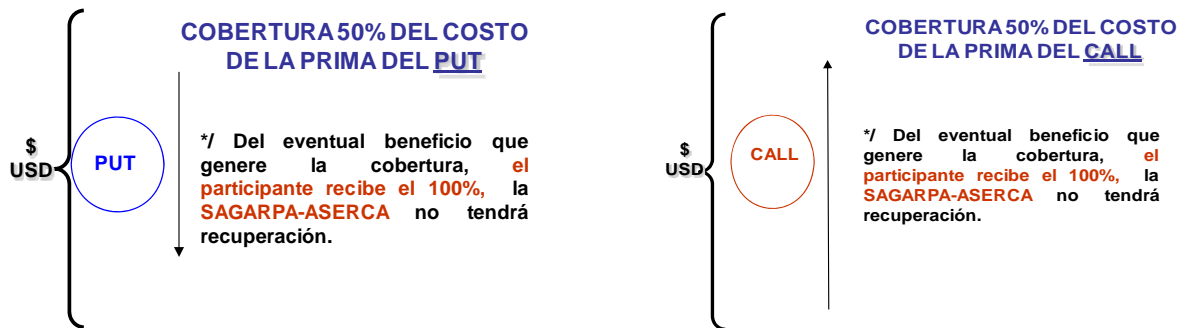 COBERTURA 50% DEL COSTO
DE LA PRIMA DEL PUT
$
USD
PUT
*/ Del eventual beneficio que
genere la cobertura, el
participante recibe el 100%, la
SAGARPA-ASERCA no tendrá
recuperación.
COBERTURA 50% DEL COSTO
DE LA PRIMA DEL CALL
$
USD
CALL
*/ Del eventual beneficio que
genere la cobertura, el
participante recibe el 100%, la
SAGARPA-ASERCA no tendrá
recuperación.